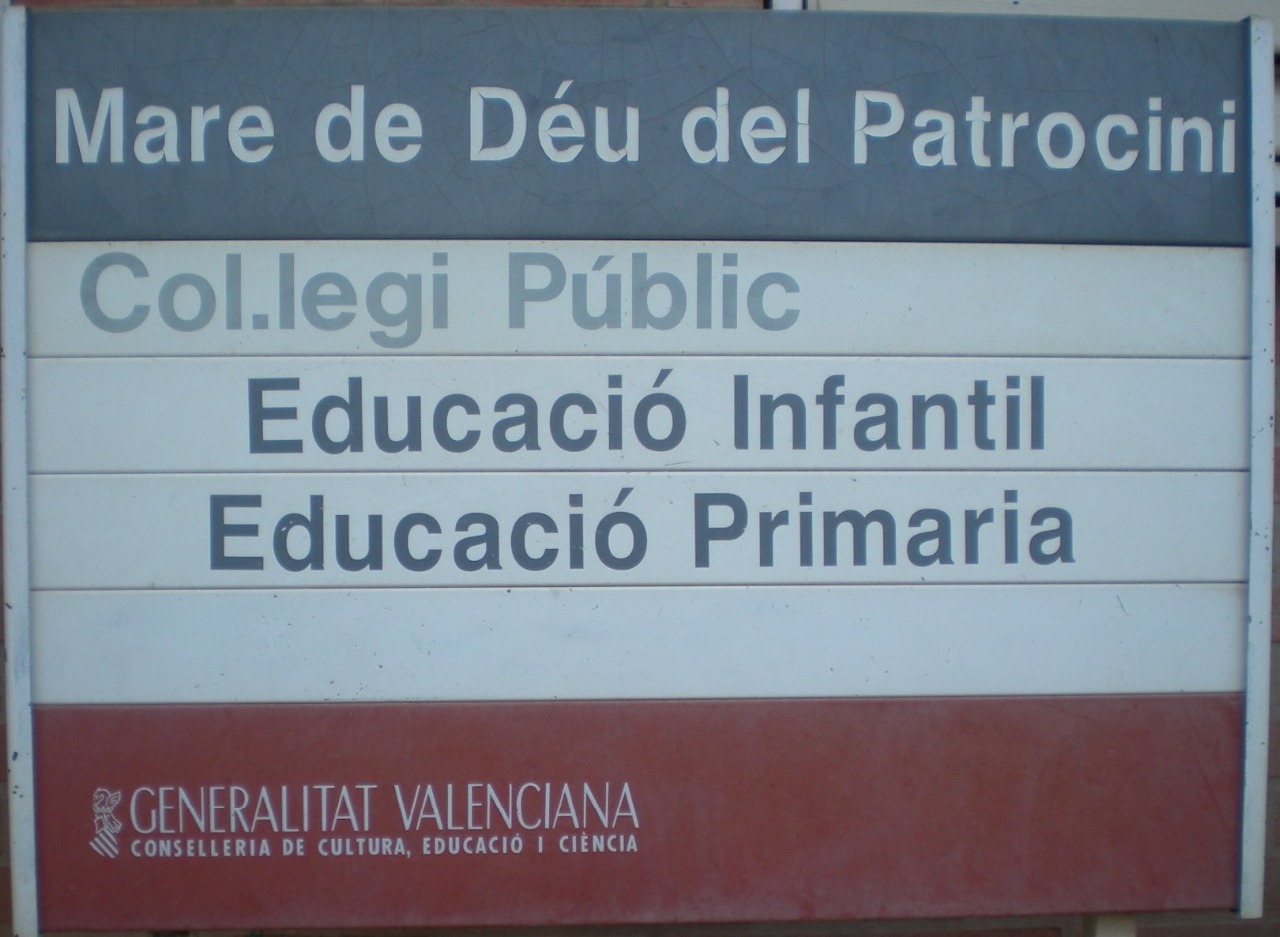 Mare de Déu del Patrocini
Col.legi Públic
Educació Infantil
Educació Primaria
GENERALITAT VALENCIANA
CONSELLERIA DE CULTURA, EDUCACIÓ I CIÈNCIA